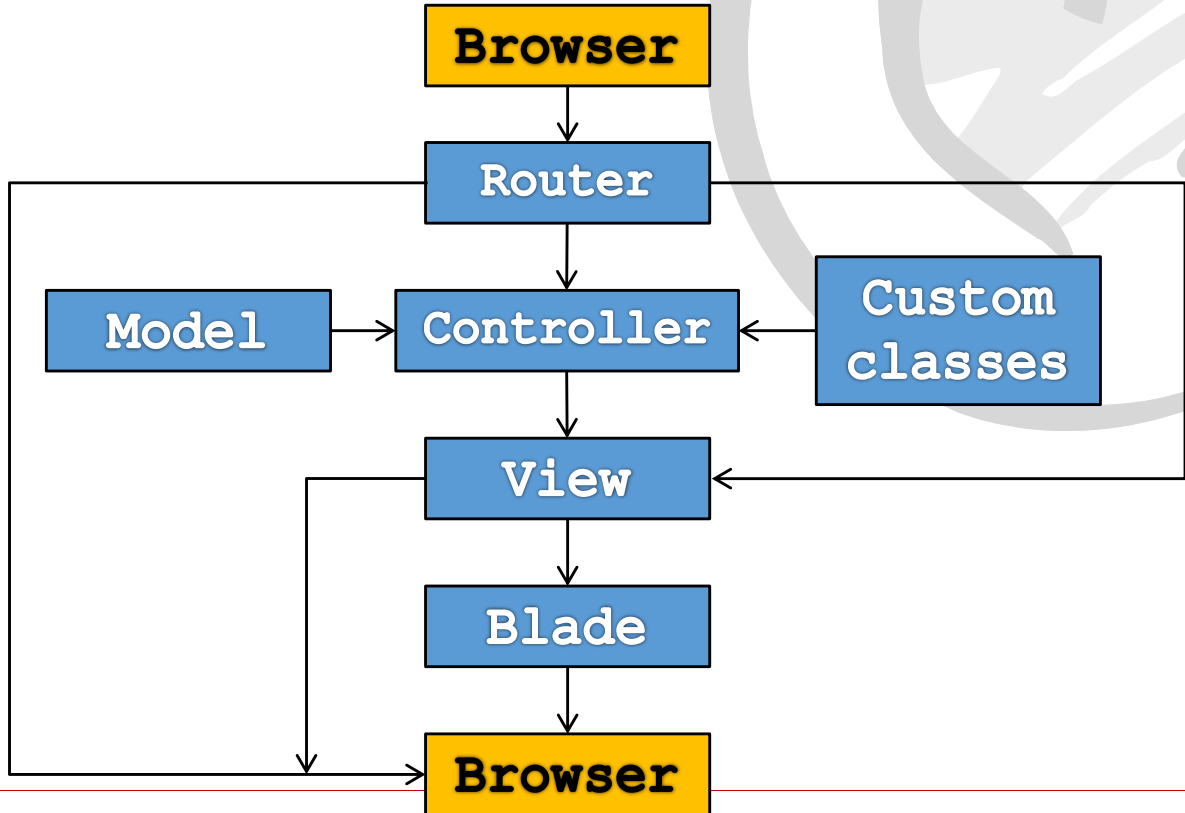 Browser
Router
Model
Controller
Custom
classes
View
Blade
Browser